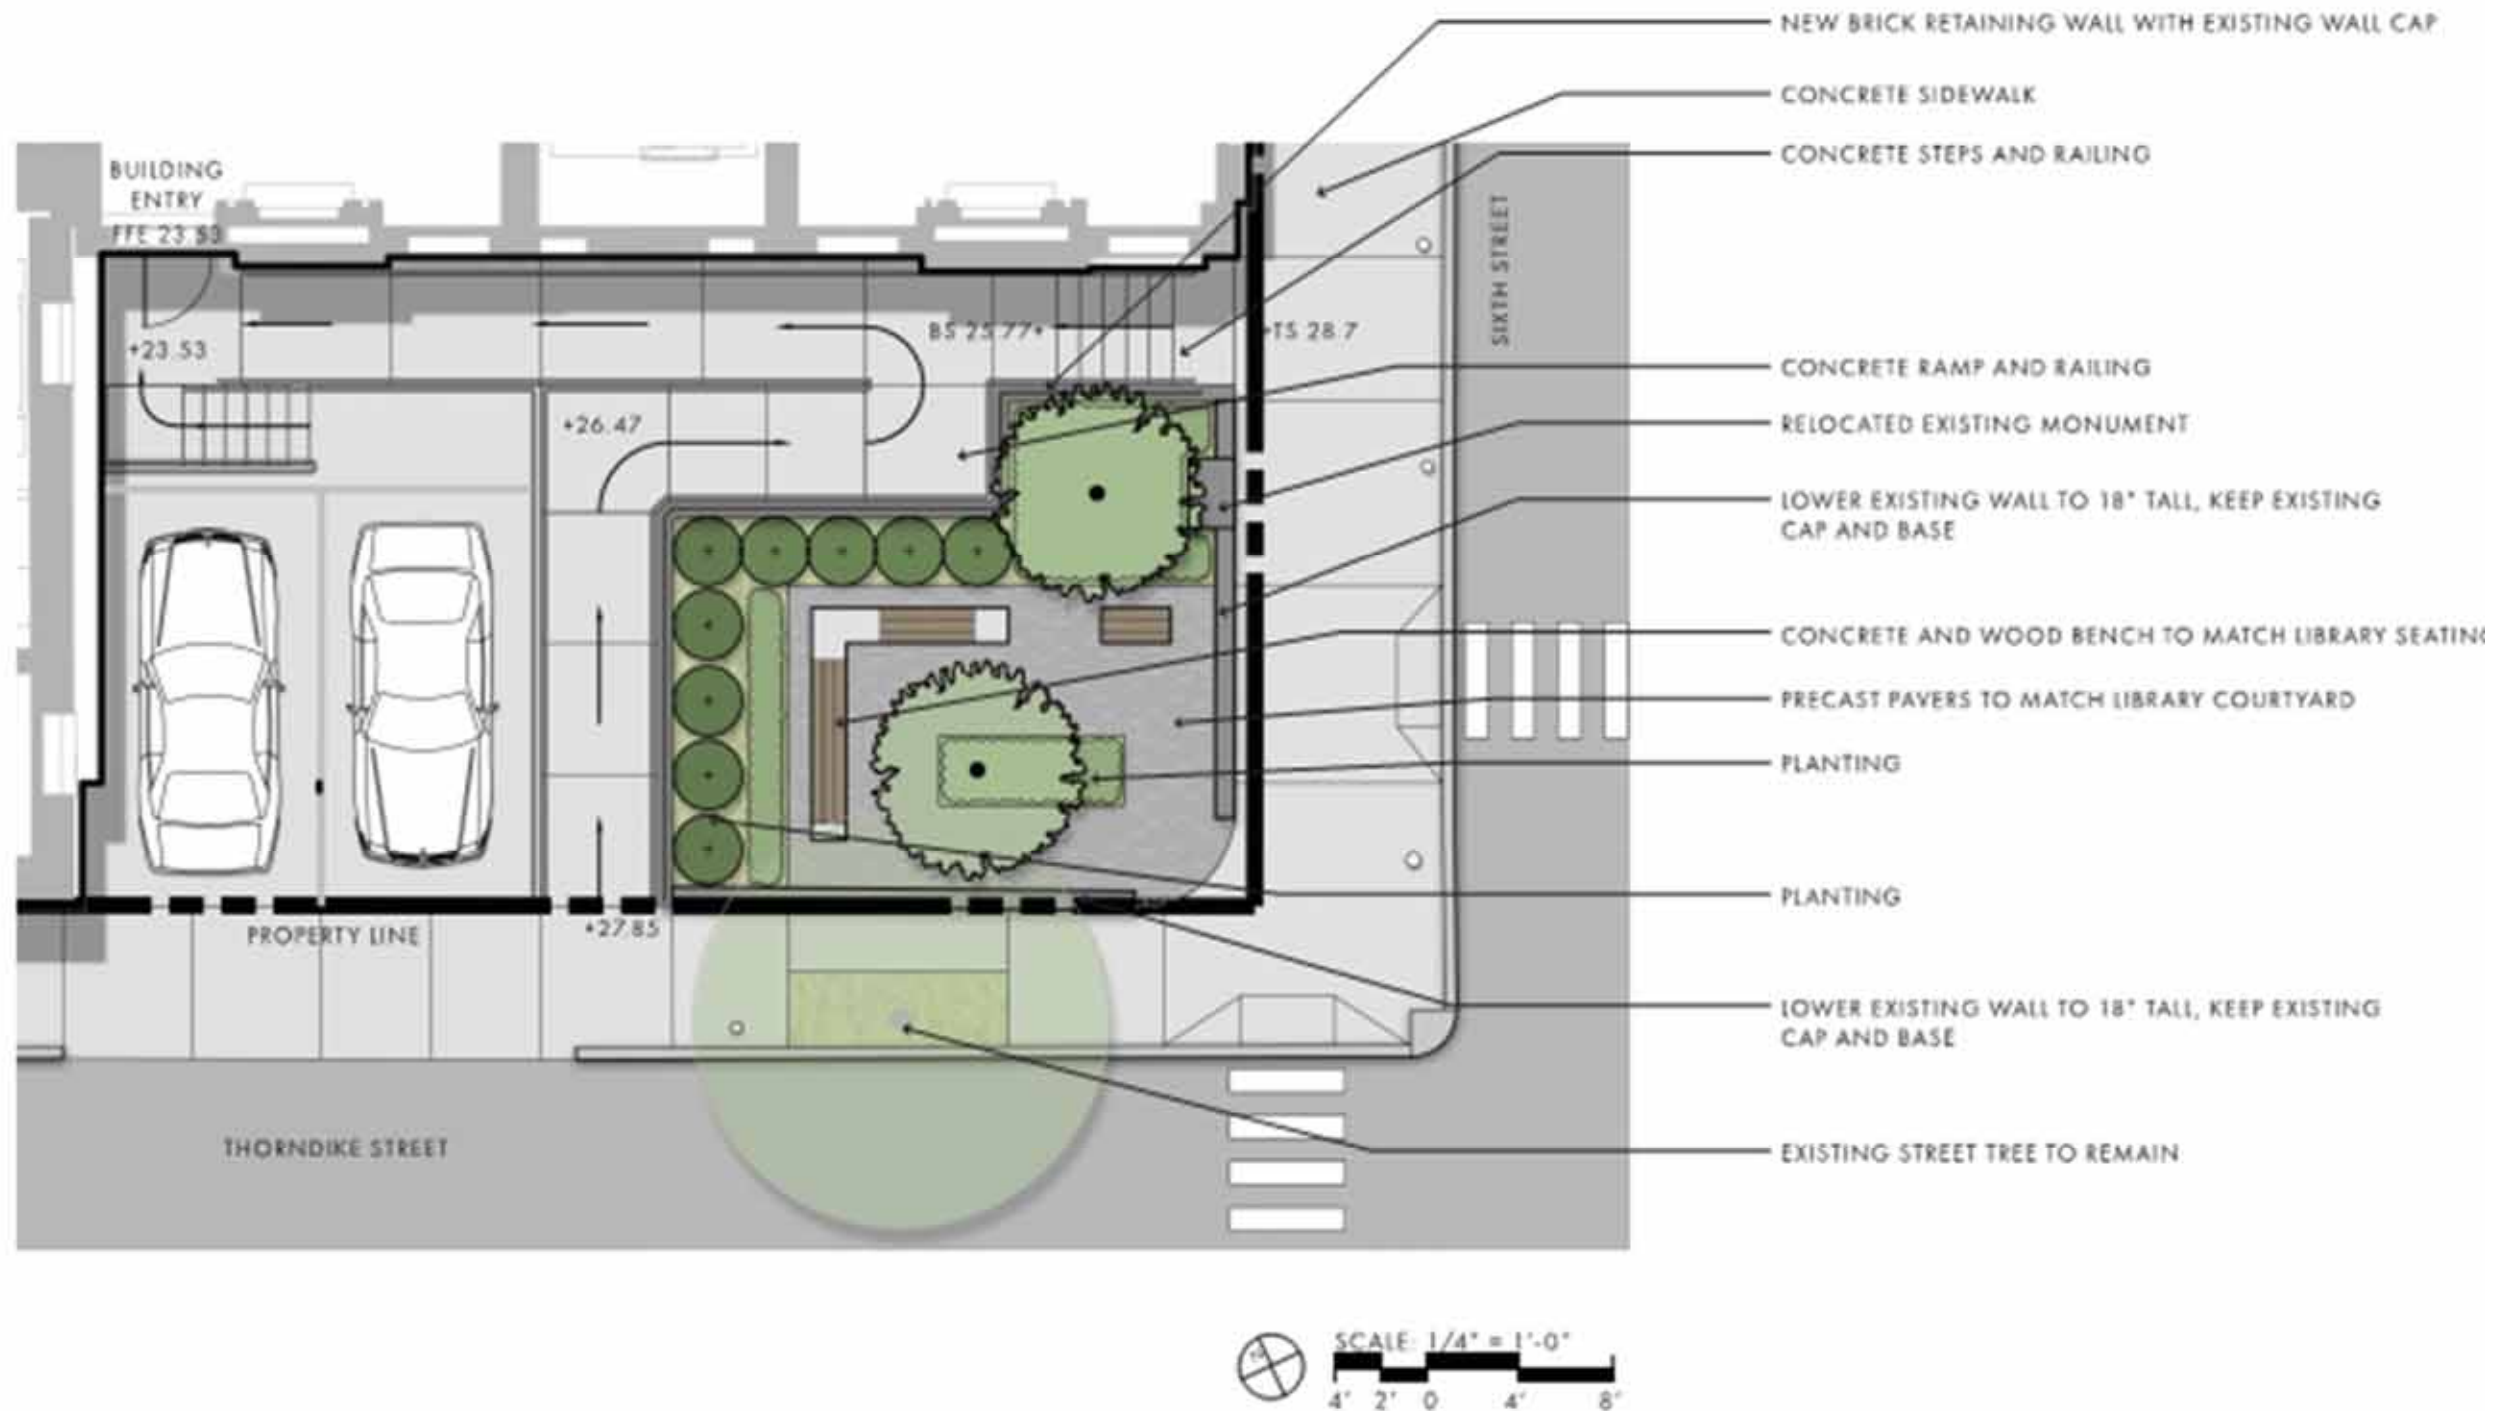 NEW BRICK RETAINING WALL WITH EXISTING WALL CAP
CONCRETE SIDEWALK
CONCRETE STEPS AND RAILING
BUILDING
ENTRY
FFE 23.53
SIXTH STREET
BS 25.77+
+TS 28.7
+23.53
CONCRETE RAMP AND RAILING
+26.47
RELOCATED EXISTING MONUMENT
LOWER EXISTING WALL TO 18" TALL, KEEP EXISTING
CAP AND BASE
CONCRETE AND WOOD BENCH TO MATCH LIBRARY SEATING
PRECAST PAVERS TO MATCH LIBRARY COURTYARD
PLANTING
PLANTING
PROPERTY LINE
+27.85
LOWER EXISTING WALL TO 18" TALL, KEEP EXISTING
CAP AND BASE
THORNDIKE STREET
EXISTING STREET TREE TO REMAIN
SCALE: 1/4" = 1'-0"
4' 2' 0 4' 8'